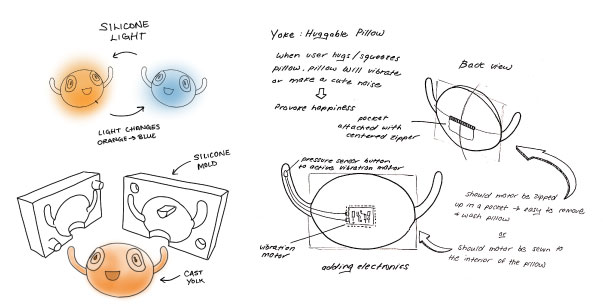 SILICONE
LIGHT
LIGHT CHANGES
ORANGE → BLUE
SILICONE
MOLD
CAST
YOLK
Yoke : Huggable Pillow
when user hugs/squeezes
pillow, pillow will vibrate
or make a cute noise
Provoke happiness
Back view
pocket
attached with
centered zipper
pressure sensor button
to active vibration motor
vibration
motor
adding electronics
should motor be zipped
up in a pocket → easy to remove
& wash pillow
or
should motor be sewn to
the interior of the pillow